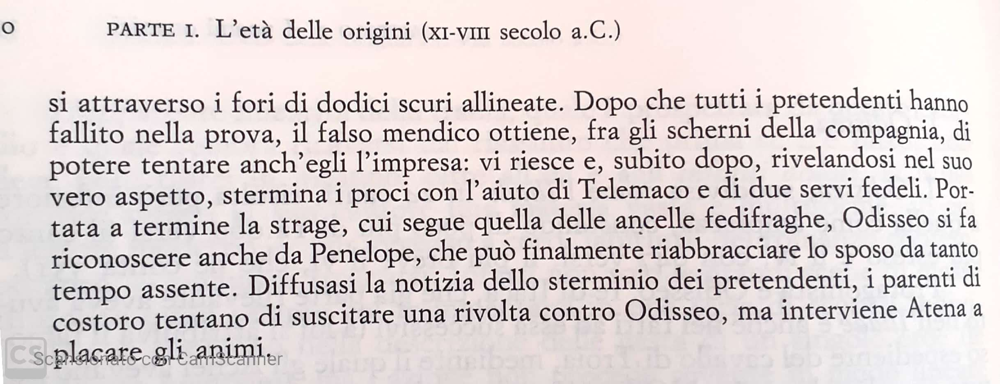 o PARTE I. L'età delle origini (XI-VIII secolo a.C.)
si attraverso i fori di dodici scuri allineate. Dopo che tutti i pretendenti hanno
fallito nella prova, il falso mendico ottiene, fra gli scherni della compagnia, di
potere tentare anch'egli l'impresa: vi riesce e, subito dopo, rivelandosi nel suo
vero aspetto, stermina i proci con l'aiuto di Telemaco e di due servi fedeli. Por-
tata a termine la strage, cui segue quella delle ancelle fedifraghe, Odisseo si fa
riconoscere anche da Penelope, che può finalmente riabbracciare lo sposo da tanto
tempo assente. Diffusasi la notizia dello sterminio dei pretendenti, i parenti di
costoro tentano di suscitare una rivolta contro Odisseo, ma interviene Atena a
placare gli animi.
CS Scansionato con CamScanner